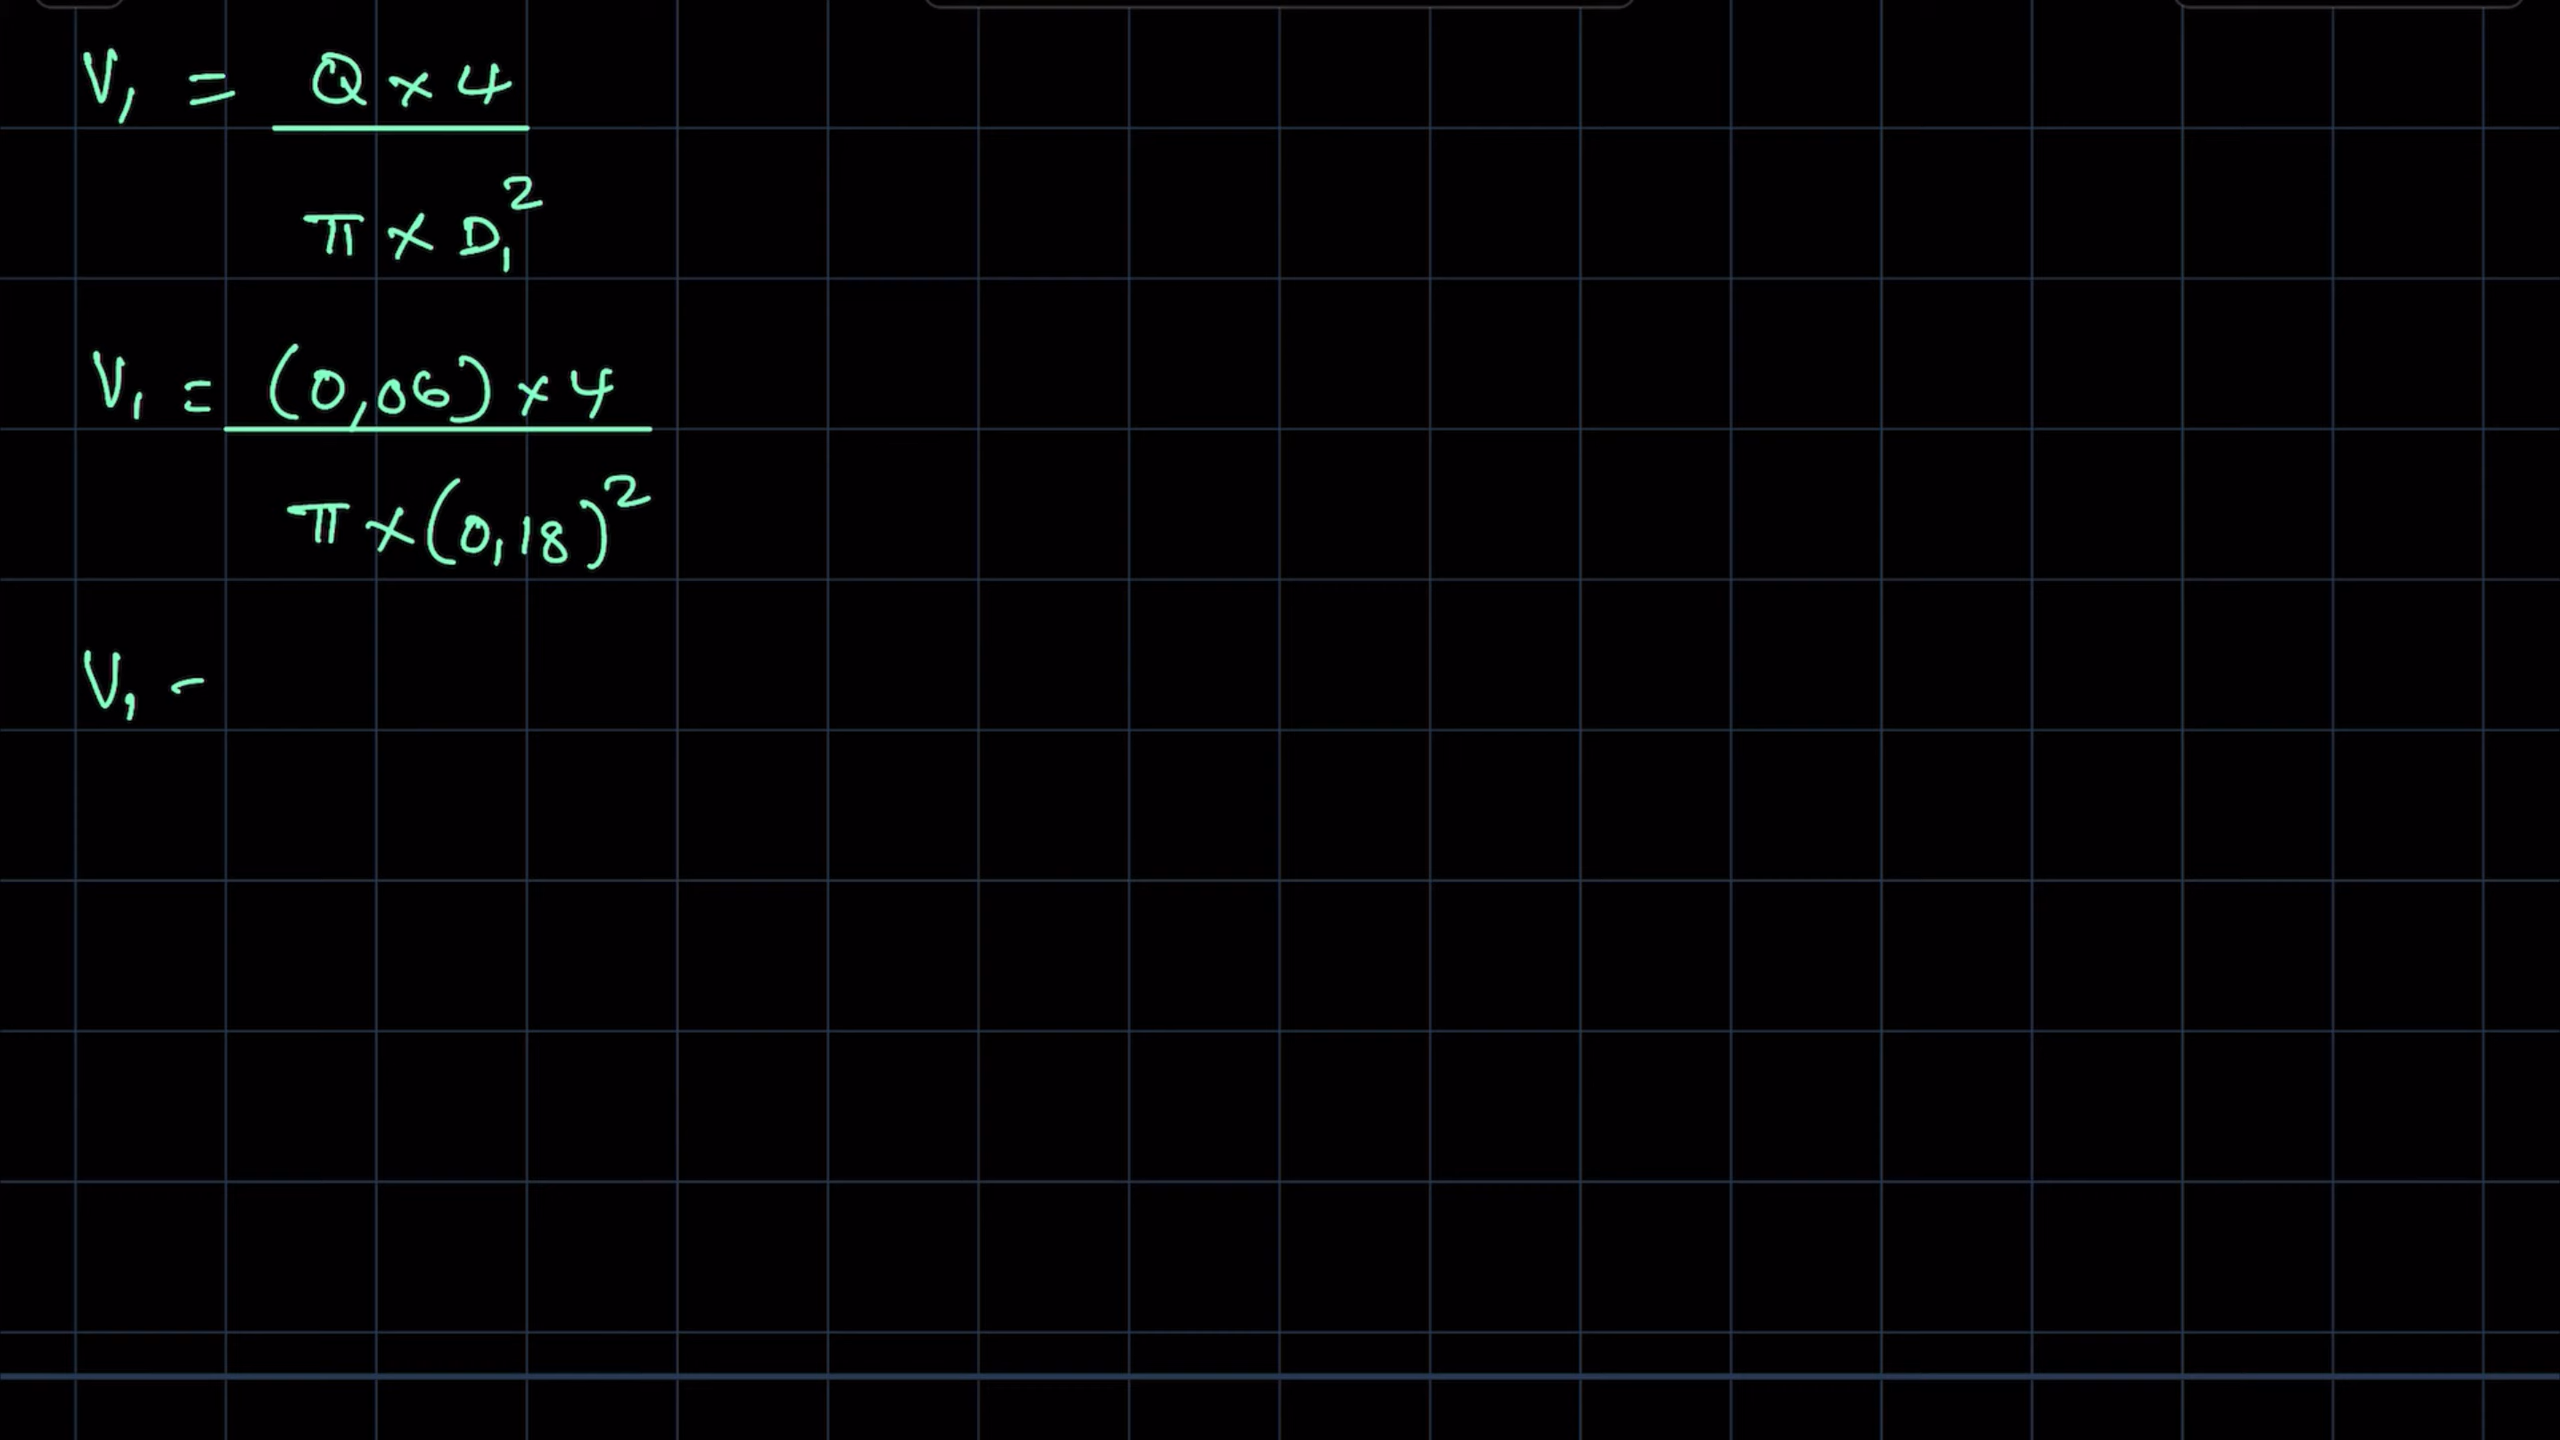 V₁ = Q × 4
π × D₁²
V₁ = (0,06) × 4
π × (0,18)²
V₁ -